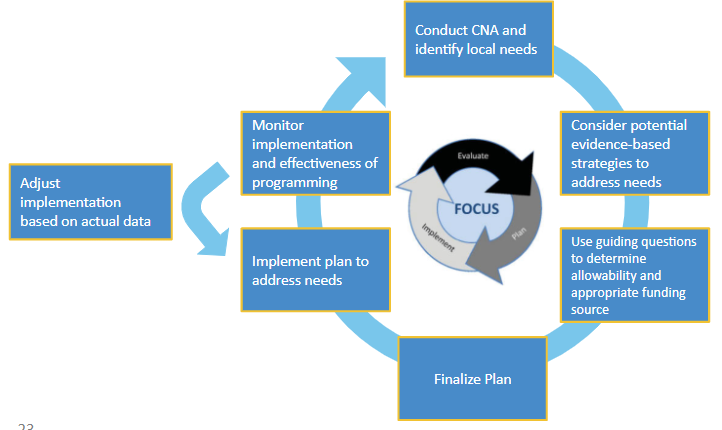 Conduct CNA and
identify local needs
Consider potential
evidence-based
strategies to
address needs
Use guiding questions
to determine
allowability and
appropriate funding
source
Finalize Plan
Implement plan to
address needs
Monitor
implementation
and effectiveness of
programming
Adjust
implementation
based on actual data
Evaluate
Plan
Implement
FOCUS
23